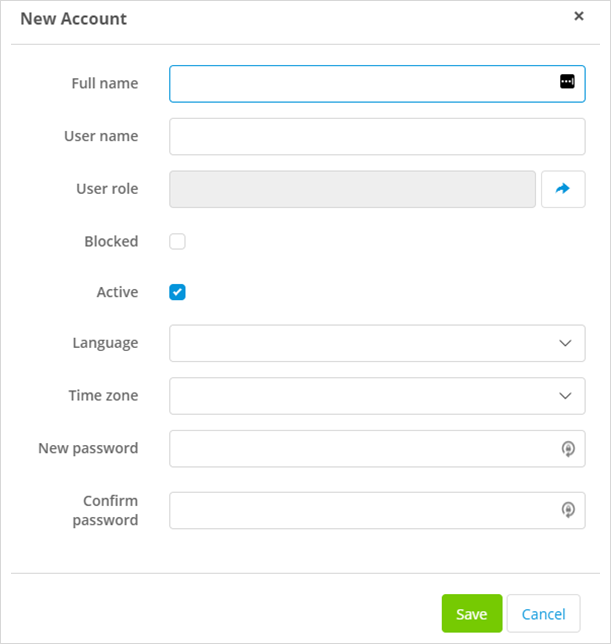 New Account
Full name
User name
User role
Blocked
Active
Language
Time zone
New password
Confirm
password
Save
Cancel